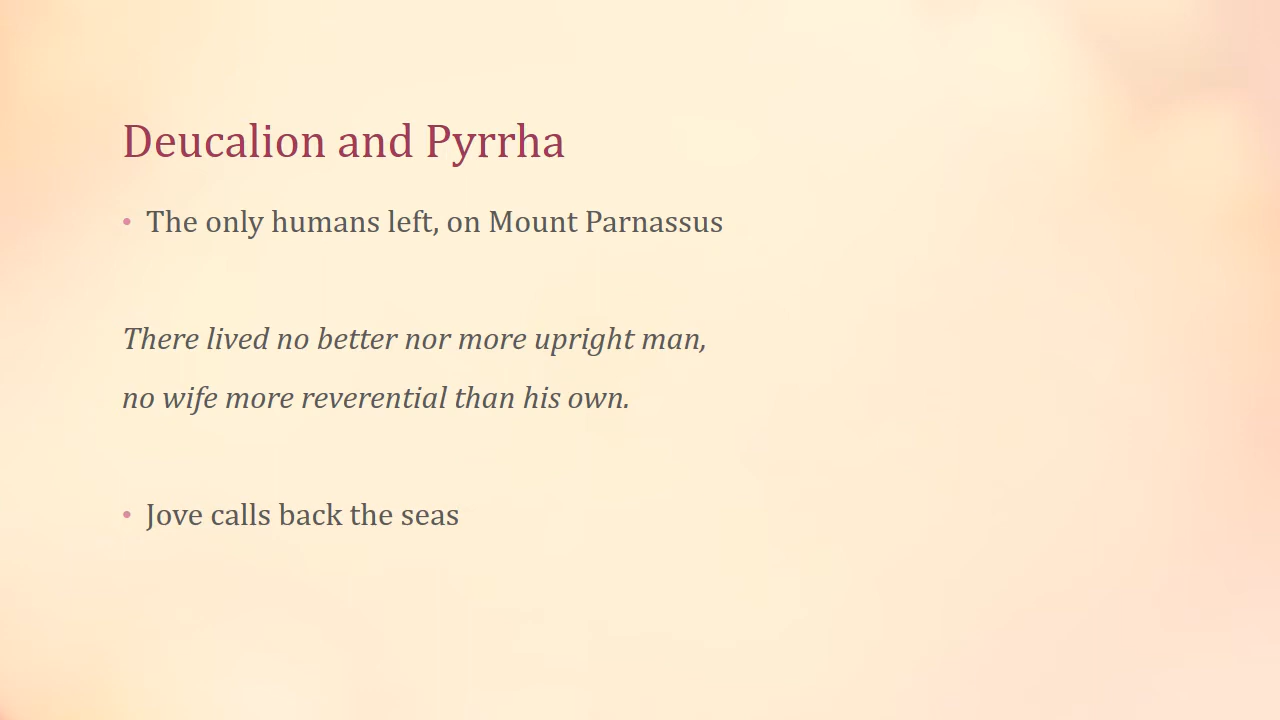 Deucalion and Pyrrha
• The only humans left, on Mount Parnassus
There lived no better nor more upright man,
no wife more reverential than his own.
• Jove calls back the seas